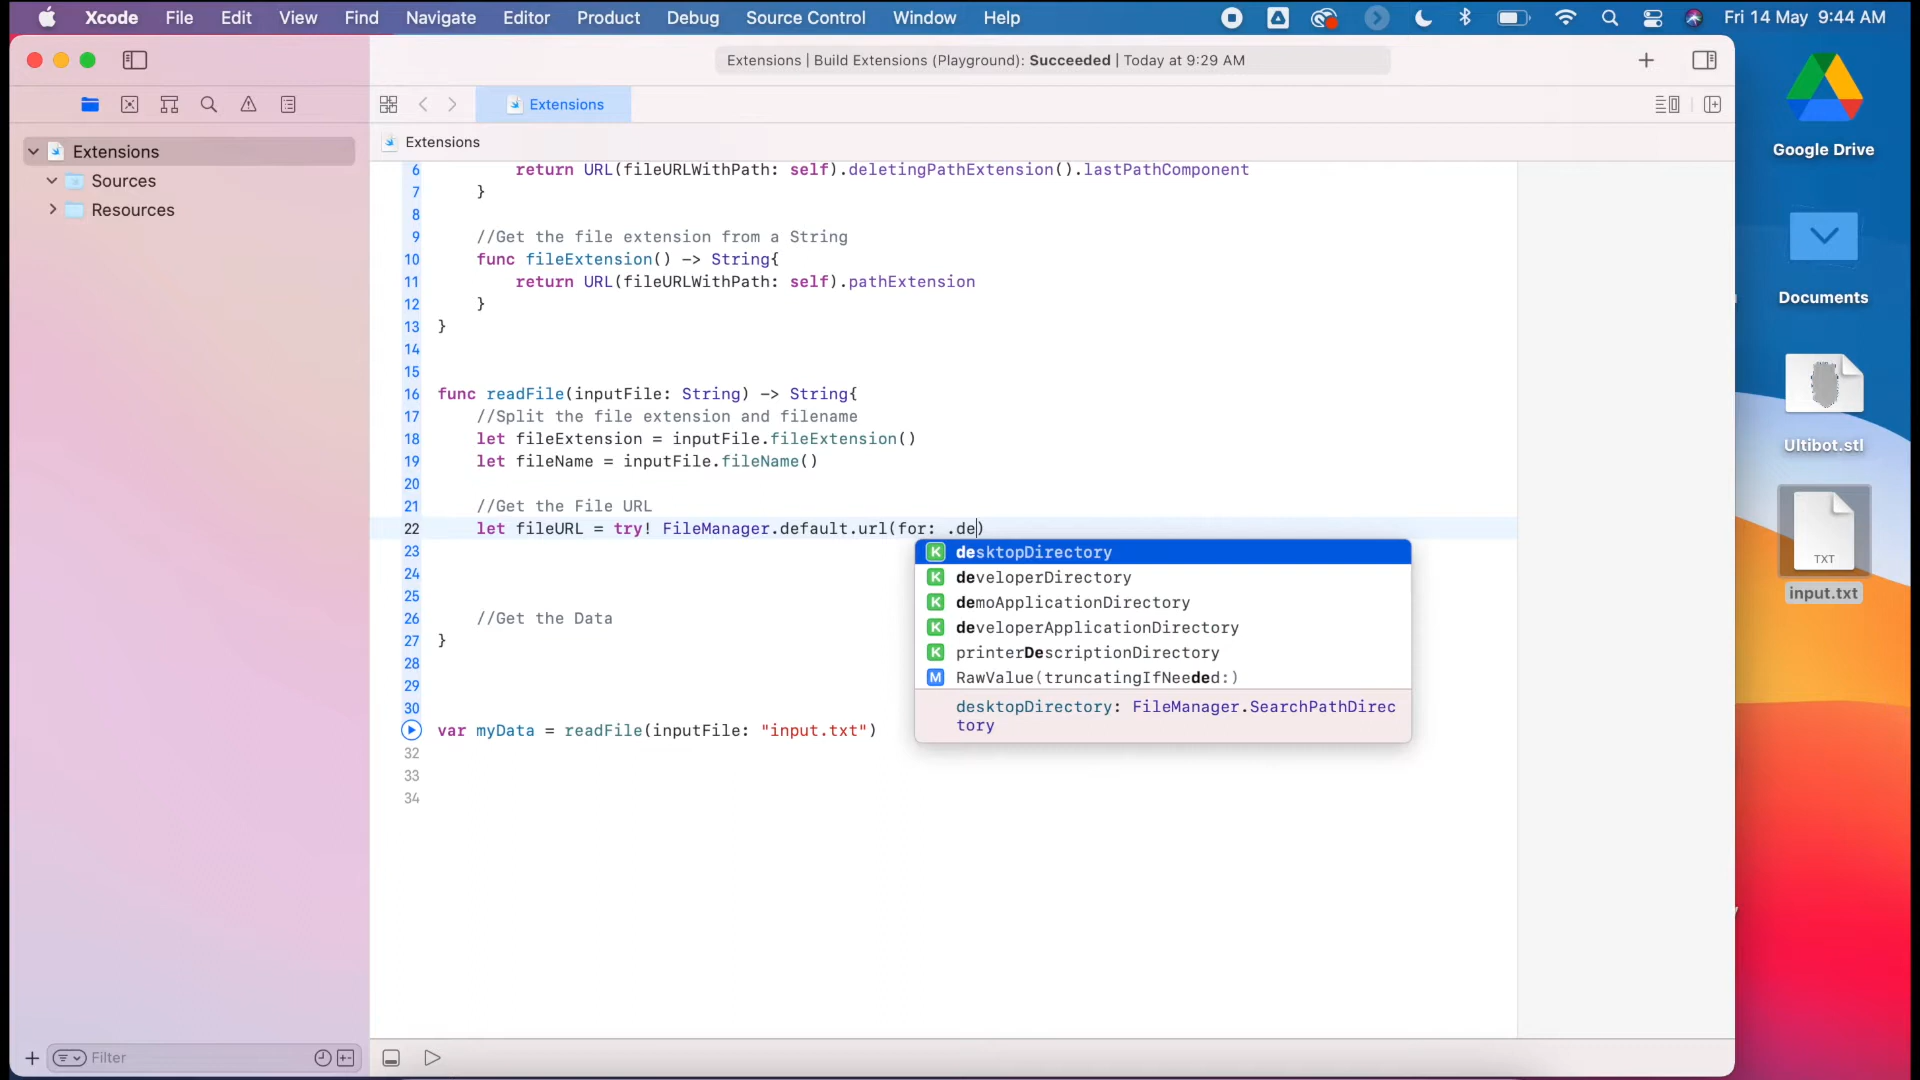 Xcode File Edit View Find Navigate Editor Product Debug Source Control Window Help Fri 14 May 9:44 AM
Extensions | Build Extensions (Playground): Succeeded | Today at 9:29 AM
Extensions
Extensions
Extensions
Sources
Resources
6 return URL(fileURLWithPath: self).deletingPathExtension().lastPathComponent
7 }
8
9 //Get the file extension from a String
10 func fileExtension() -> String{
11 return URL(fileURLWithPath: self).pathExtension
12 }
13 }
14
15
16 func readFile(inputFile: String) -> String{
17 //Split the file extension and filename
18 let fileExtension = inputFile.fileExtension()
19 let fileName = inputFile.fileName()
20
21 //Get the File URL
22 let fileURL = try! FileManager.default.url(for: .de)
23
24
25
26 //Get the Data
27 }
28
29
30
var myData = readFile(inputFile: "input.txt")
32
33
34
K desktopDirectory
K developerDirectory
K demoApplicationDirectory
K developerApplicationDirectory
K printerDescriptionDirectory
M RawValue(truncatingIfNeeded:)
desktopDirectory: FileManager.SearchPathDirec
tory
Filter
Google Drive
Documents
Ultibot.stl
TXT
input.txt